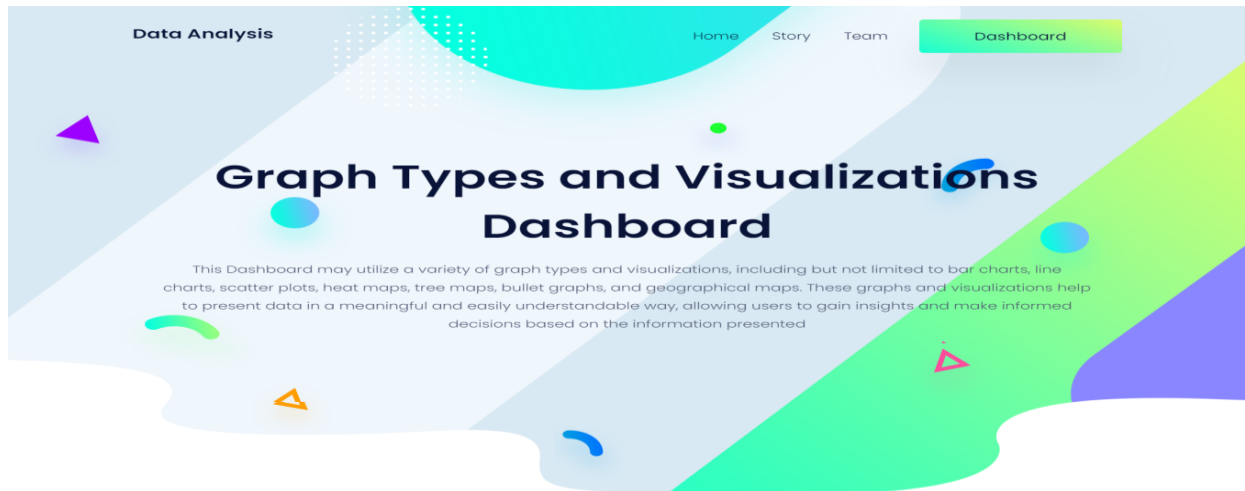 Data Analysis
Home Story Team Dashboard
Graph Types and Visualizations
Dashboard
This Dashboard may utilize a variety of graph types and visualizations, including but not limited to bar charts, line
charts, scatter plots, heat maps, tree maps, bullet graphs, and geographical maps. These graphs and visualizations help
to present data in a meaningful and easily understandable way, allowing users to gain insights and make informed
decisions based on the information presented